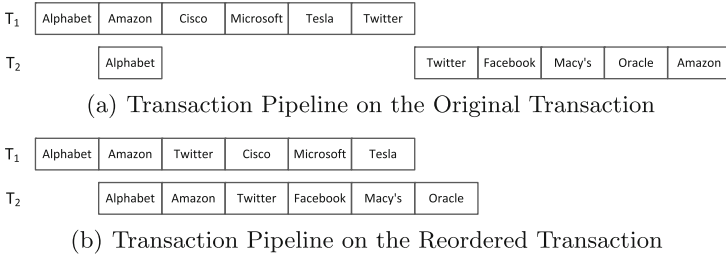 T1 Alphabet Amazon Cisco Microsoft Tesla Twitter
T2 Alphabet Twitter Facebook Macy's Oracle Amazon
(a) Transaction Pipeline on the Original Transaction
T1 Alphabet Amazon Twitter Cisco Microsoft Tesla
T2 Alphabet Amazon Twitter Facebook Macy's Oracle
(b) Transaction Pipeline on the Reordered Transaction